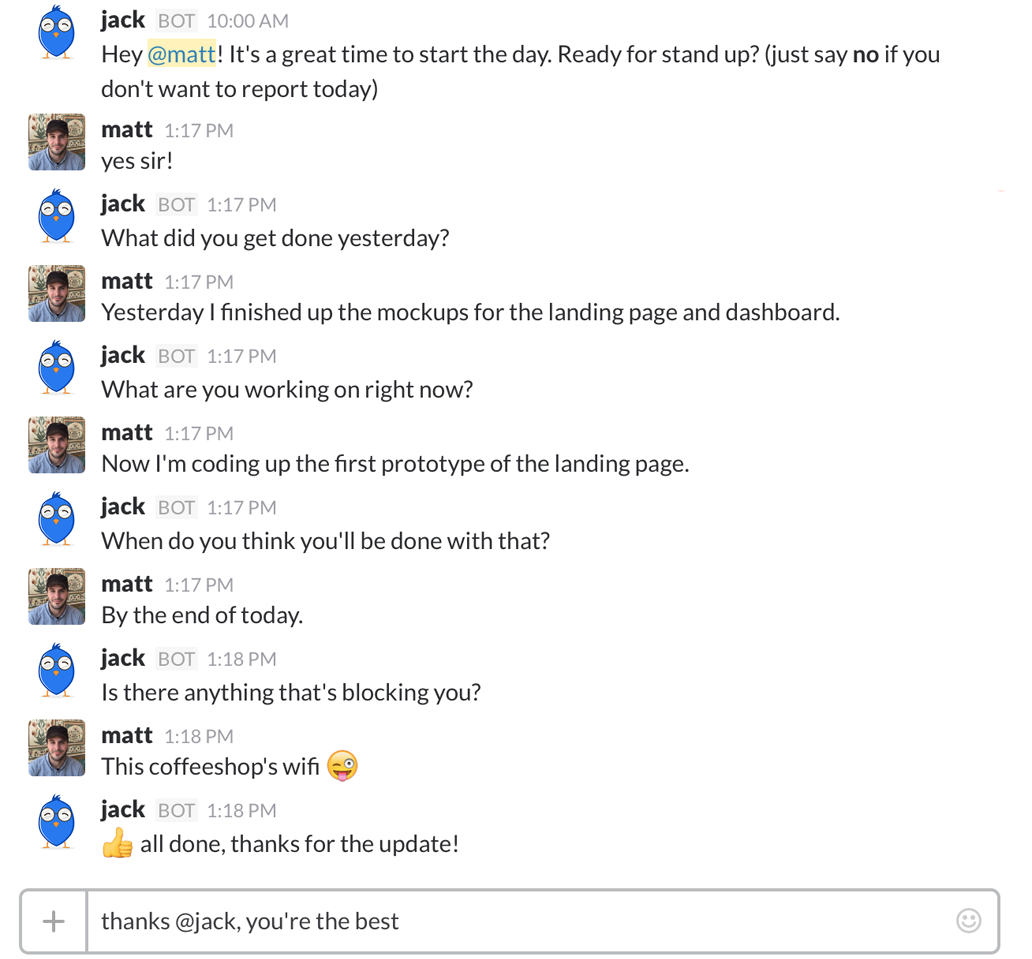 jack BOT 10:00 AM
Hey @matt! It's a great time to start the day. Ready for stand up? (just say no if you
don't want to report today)
matt 1:17 PM
yes sir!
jack BOT 1:17 PM
What did you get done yesterday?
matt 1:17 PM
Yesterday I finished up the mockups for the landing page and dashboard.
jack BOT 1:17 PM
What are you working on right now?
matt 1:17 PM
Now I'm coding up the first prototype of the landing page.
jack BOT 1:17 PM
When do you think you'll be done with that?
matt 1:17 PM
By the end of today.
jack BOT 1:18 PM
Is there anything that's blocking you?
matt 1:18 PM
This coffeeshop's wifi 😜
jack BOT 1:18 PM
👍 all done, thanks for the update!
thanks @jack, you're the best